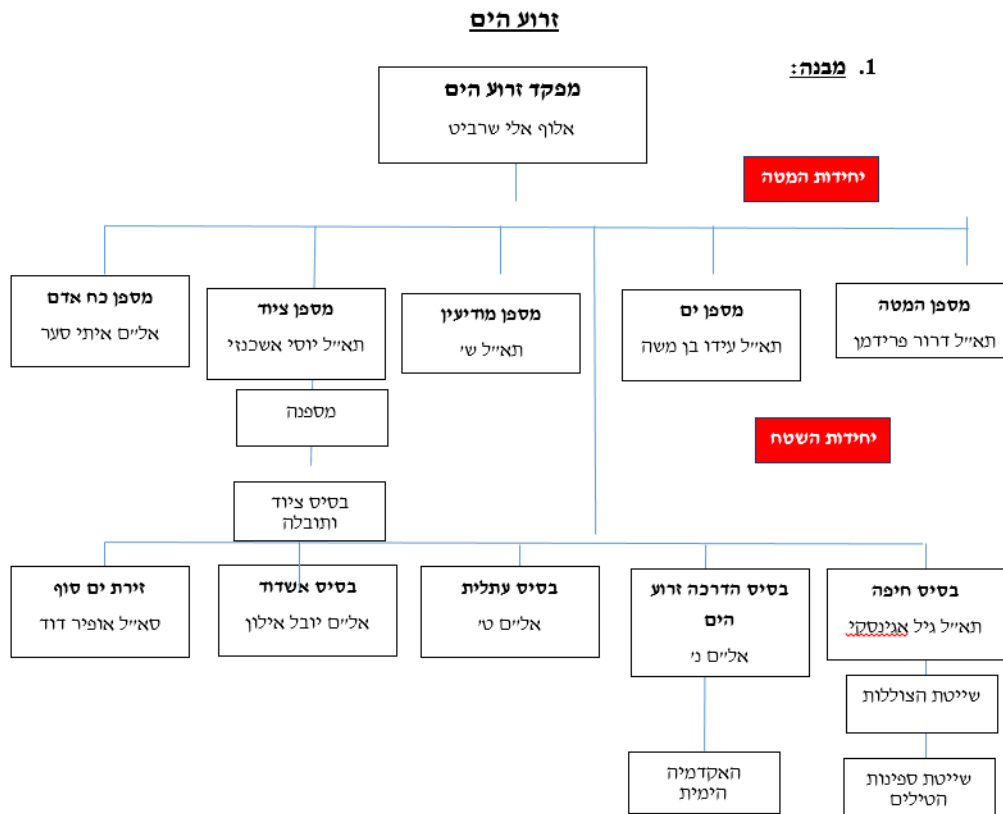 זרוע הים
1. מבנה:
מפקד זרוע הים
אלוף אלי שרביט
יחידות המטה
מספן המטה
תא״ל דרור פרידמן
מספן ים
תא״ל עידו בן משה
מספן מודיעין
תא״ל ש׳
מספן ציוד
תא״ל יוסי אשכנזי
מספן כח אדם
אל״ם איתי סער
מספנה
בסיס ציוד
ותובלה
יחידות השטח
בסיס חיפה
תא״ל גיל אגינסקי
שייטת הצוללות
שייטת ספינות
הטילים
בסיס הדרכה זרוע
הים
אל״ם נ׳
האקדמיה
הימית
בסיס עתלית
אל״ם ט׳
בסיס אשדוד
אל״ם יובל אילון
זירת ים סוף
סא״ל אופיר דוד